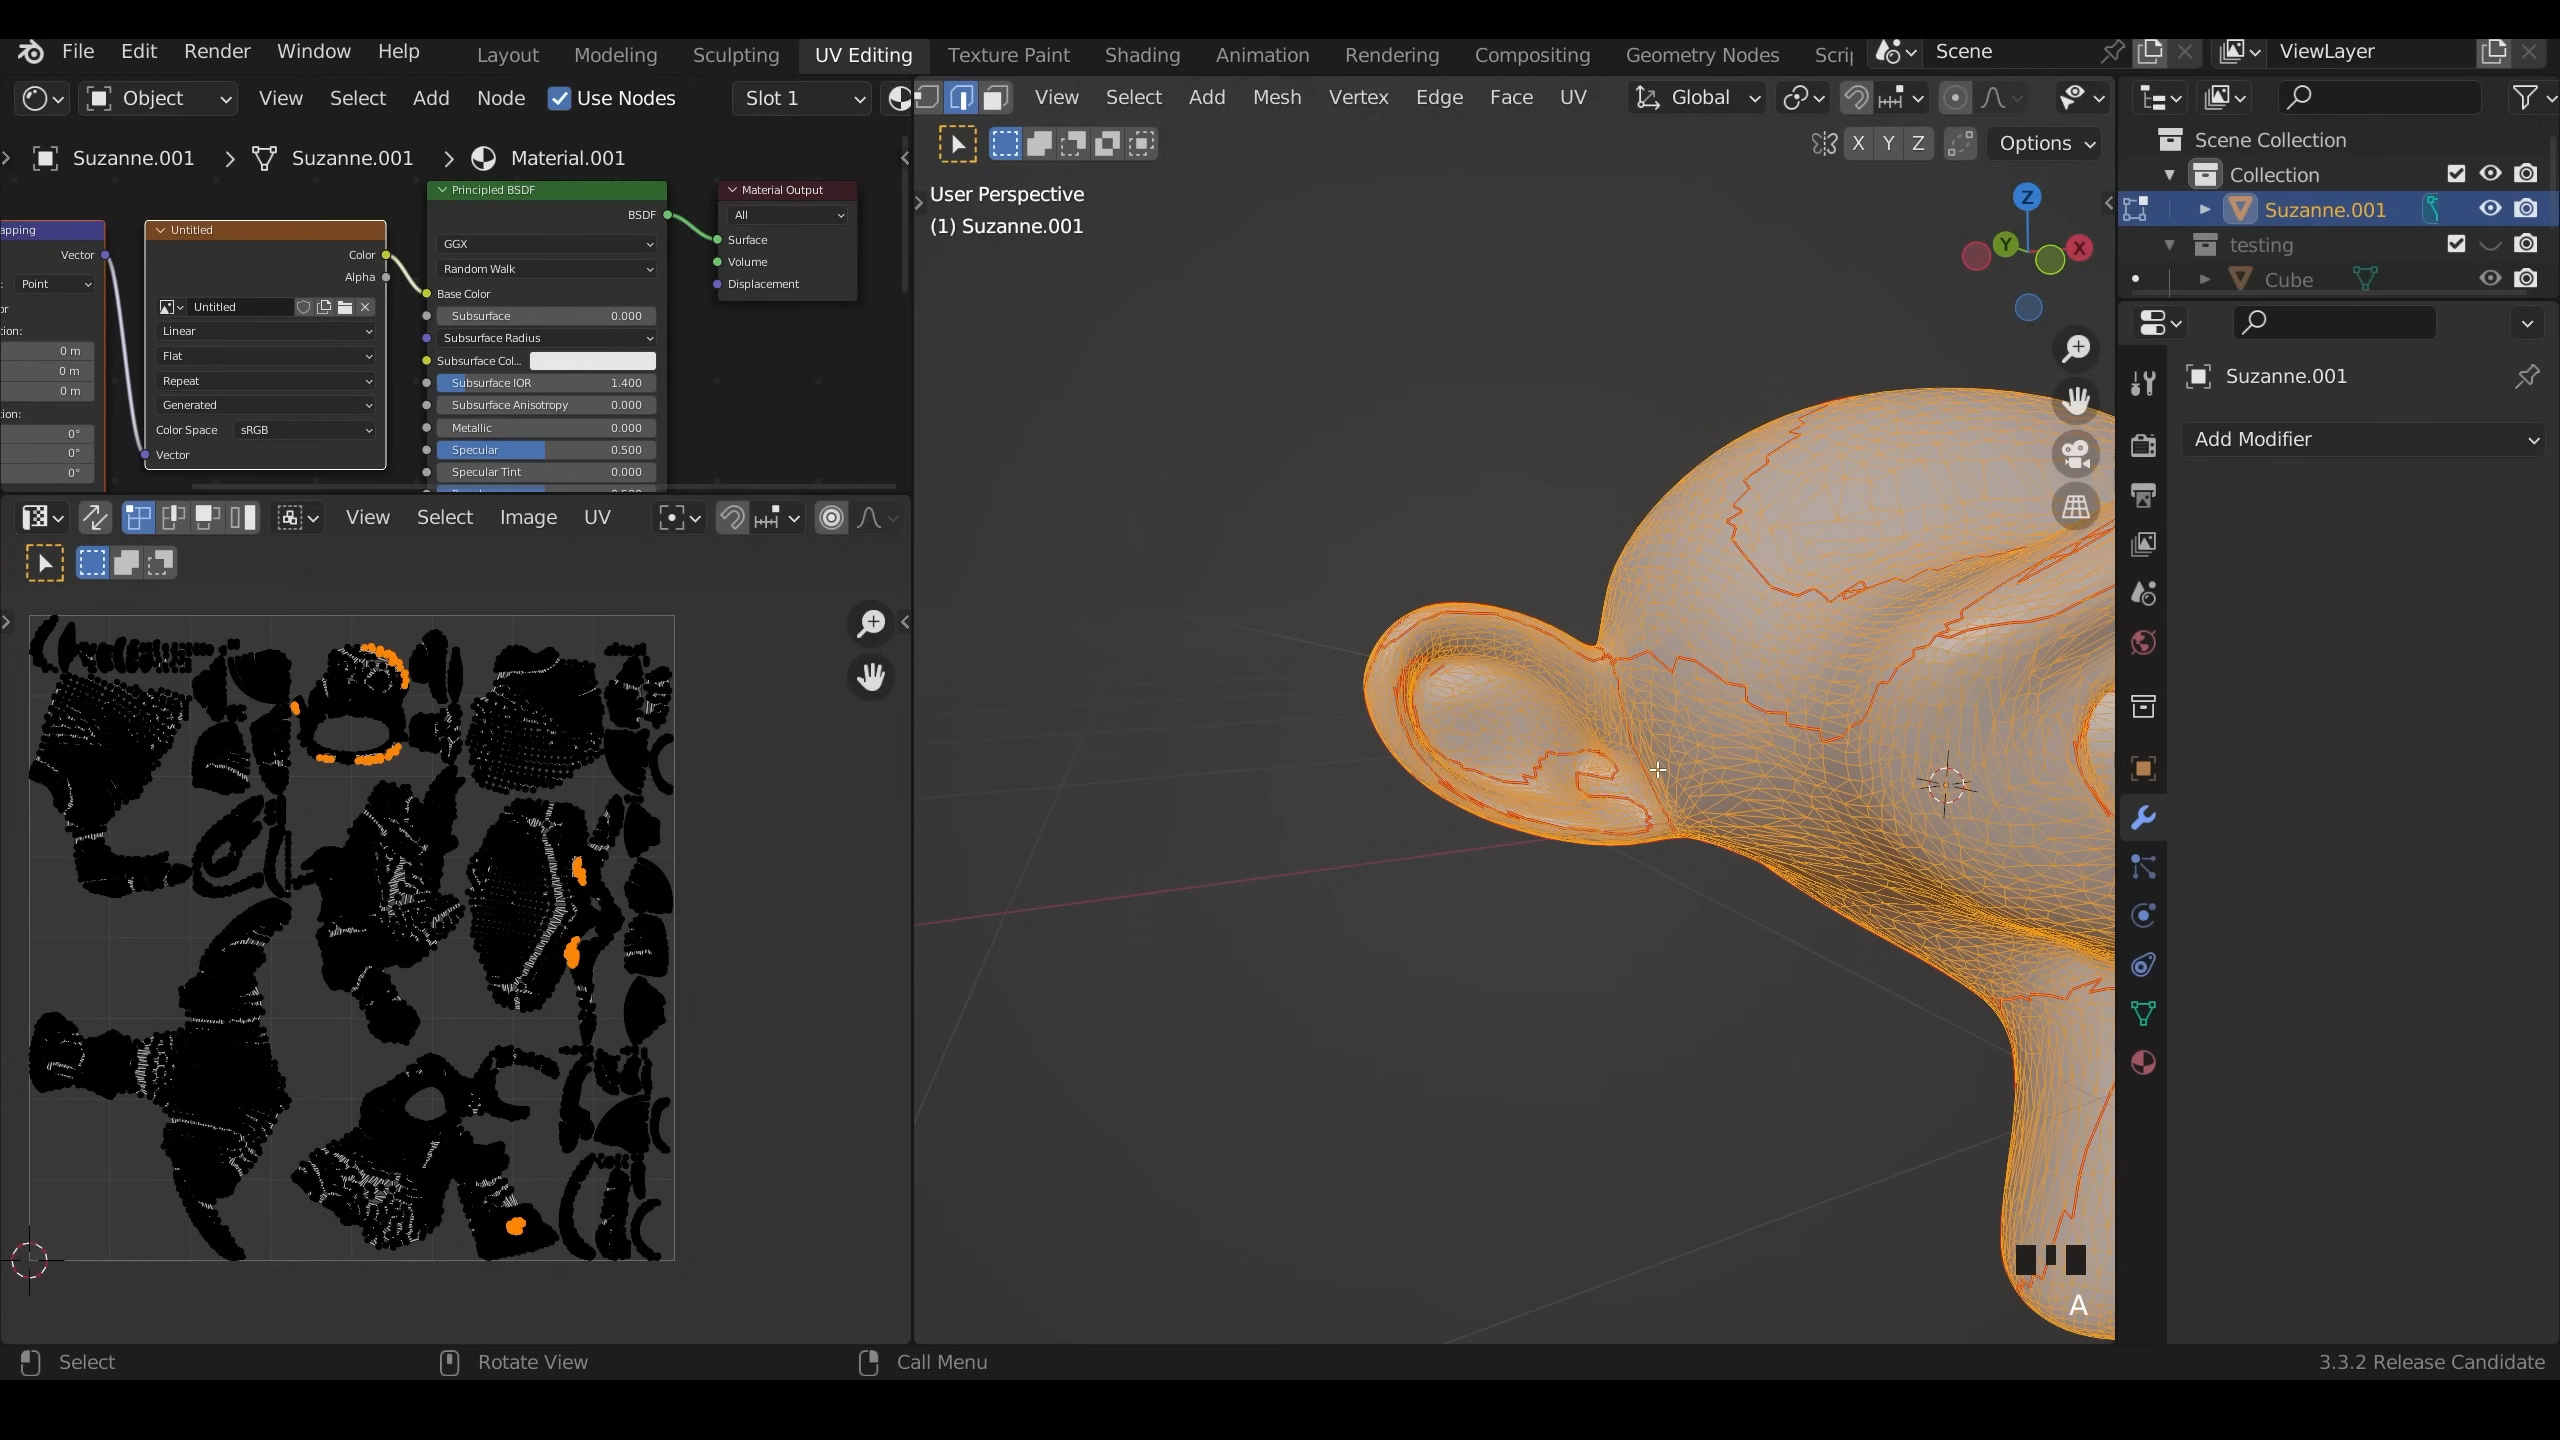 File Edit Render Window Help
Layout Modeling Sculpting UV Editing Texture Paint Shading Animation Rendering Compositing Geometry Nodes Scrip
Scene
ViewLayer
Object View Select Add Node Use Nodes Slot 1
View Select Add Mesh Vertex Edge Face UV Global
X Y Z Options
Suzanne.001 > Suzanne.001 > Material.001
apping
Vector
Point
0 m
0 m
0 m
0°
0°
0°
Untitled
Color
Alpha
Untitled
Linear
Flat
Repeat
Generated
Color Space sRGB
Vector
Principled BSDF
BSDF
GGX
Random Walk
Base Color
Subsurface 0.000
Subsurface Radius
Subsurface Col...
Subsurface IOR 1.400
Subsurface Anisotropy 0.000
Metallic 0.000
Specular 0.500
Specular Tint 0.000
Material Output
All
Surface
Volume
Displacement
User Perspective
(1) Suzanne.001
Z
Y
X
Scene Collection
Collection
Suzanne.001
testing
Cube
Suzanne.001
Add Modifier
View Select Image UV
A
Select
Rotate View
Call Menu
3.3.2 Release Candidate